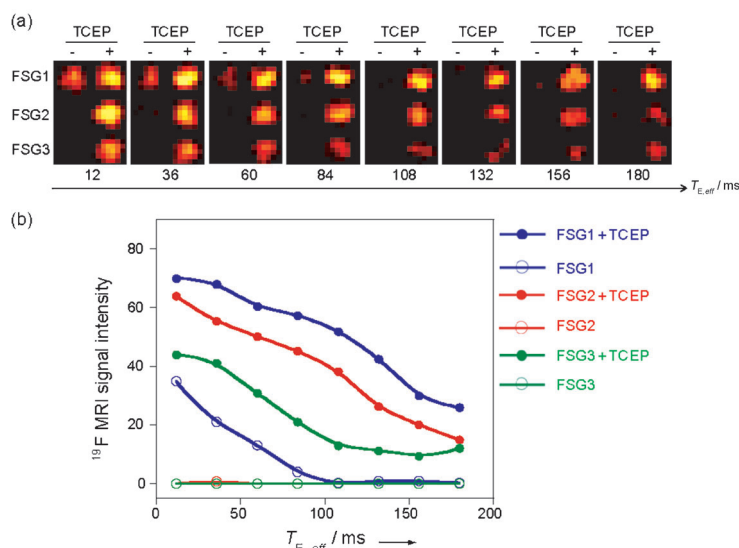 (a)
TCEP TCEP TCEP TCEP TCEP TCEP TCEP TCEP
- + - + - + - + - + - + - + - +
FSG1
FSG2
FSG3
12 36 60 84 108 132 156 180
T_E,eff / ms
(b)
80
60
40
20
0
0 50 100 150 200
¹⁹F MRI signal intensity
T_E,eff / ms
FSG1+TCEP
FSG1
FSG2+TCEP
FSG2
FSG3+TCEP
FSG3